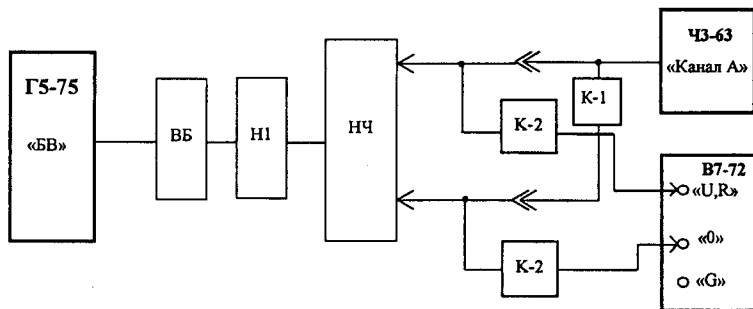 Г5-75
«БВ»
ВБ
Н1
НЧ
К-2
К-1
Ч3-63
«Канал А»
К-2
В7-72
«U,R»
«0»
«G»